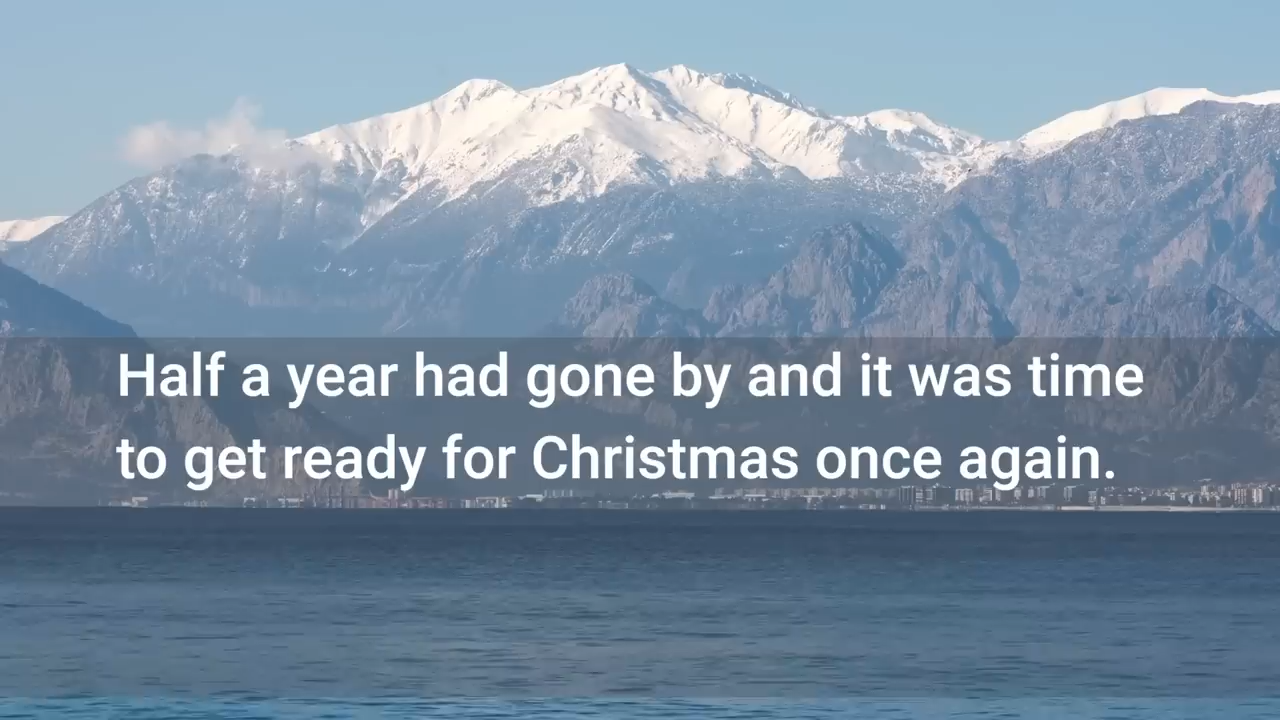 Half a year had gone by and it was time
to get ready for Christmas once again.